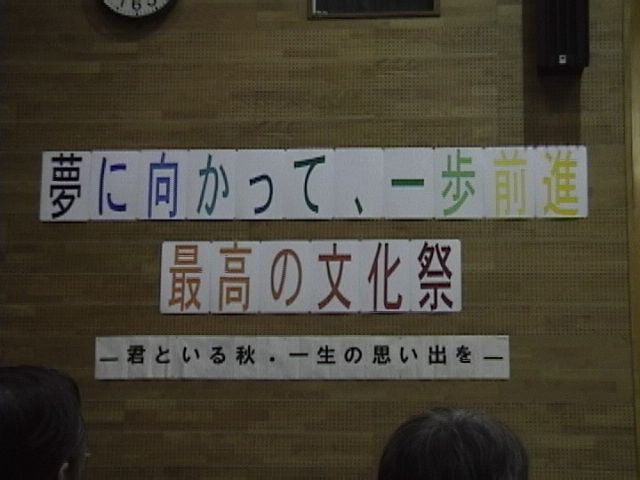 夢に向かって、一歩前進
最高の文化祭
―君といる秋・一生の思い出を―